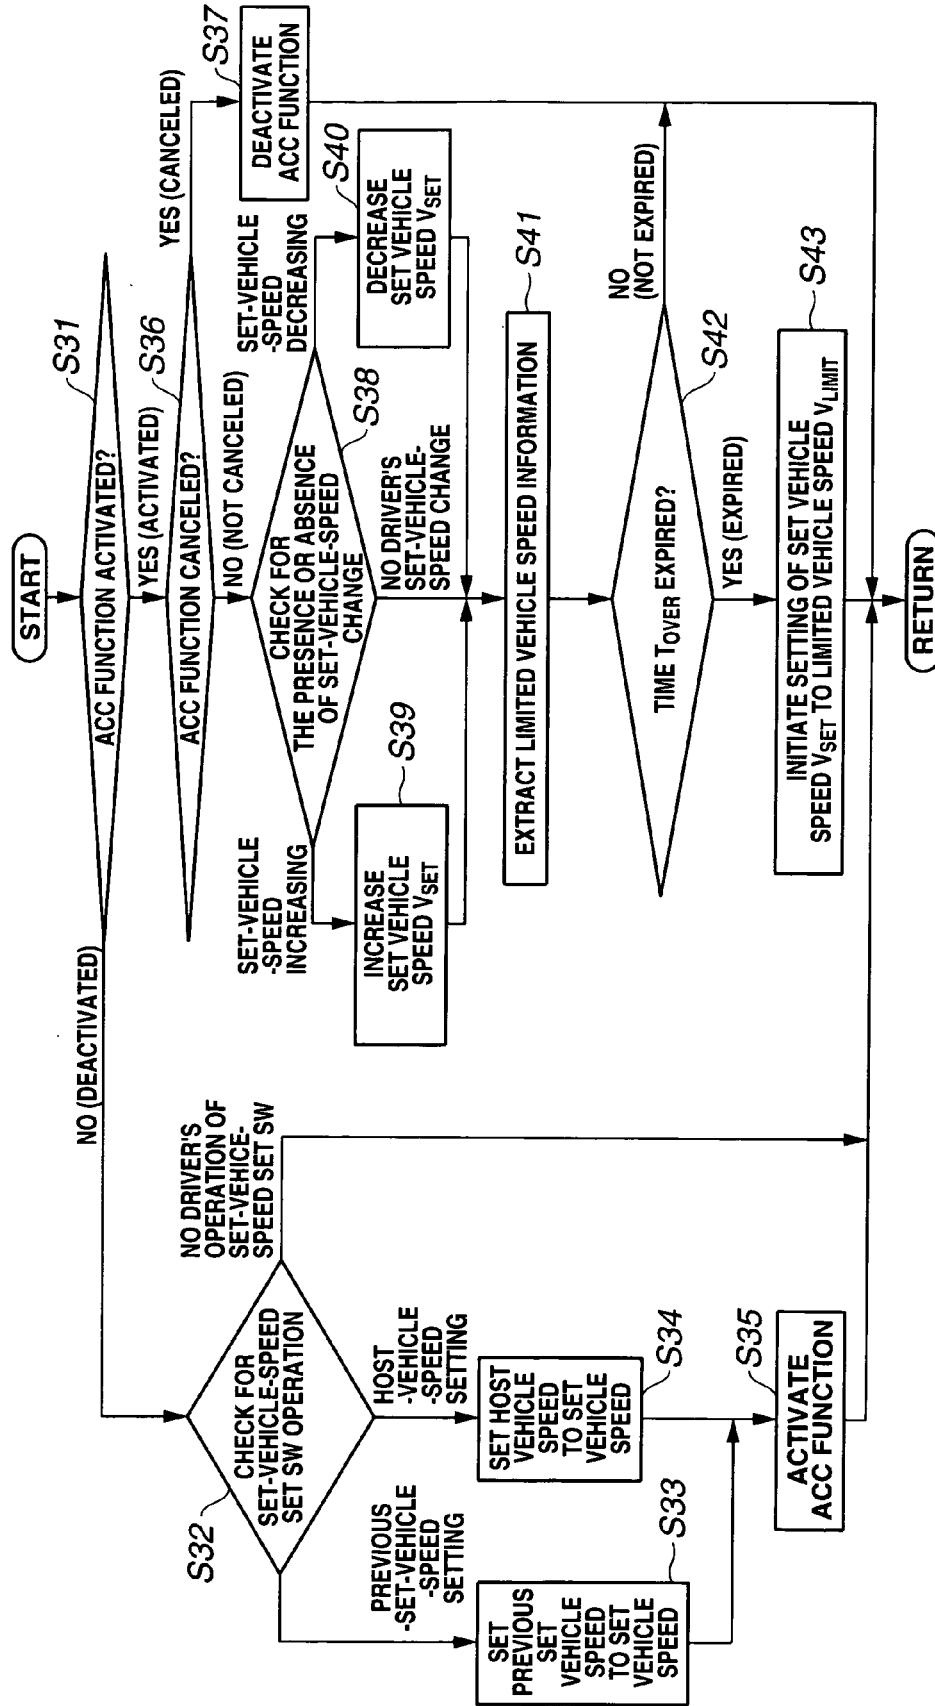 START
ACC FUNCTION ACTIVATED?
S31
NO (DEACTIVATED)
YES (ACTIVATED)
ACC FUNCTION CANCELED?
S36
YES (CANCELED)
NO (NOT CANCELED)
DEACTIVATE
ACC FUNCTION
S37
CHECK FOR
THE PRESENCE OR ABSENCE
OF SET-VEHICLE-SPEED
CHANGE
S38
SET-VEHICLE
-SPEED
INCREASING
SET-VEHICLE
-SPEED
DECREASING
NO DRIVER'S
SET-VEHICLE-
SPEED CHANGE
INCREASE
SET VEHICLE
SPEED VSET
S39
DECREASE
SET VEHICLE
SPEED VSET
S40
EXTRACT LIMITED VEHICLE SPEED INFORMATION
S41
TIME TOVER EXPIRED?
S42
NO
(NOT EXPIRED)
YES (EXPIRED)
INITIATE SETTING OF SET VEHICLE
SPEED VSET TO LIMITED VEHICLE SPEED VLIMIT
S43
CHECK FOR
SET-VEHICLE-SPEED
SET SW OPERATION
S32
NO DRIVER'S
OPERATION OF
SET-VEHICE-
SPEED SET SW
PREVIOUS
-SET-VEHICLE
-SPEED
SETTING
HOST
-VEHICLE
-SPEED
SETTING
SET
PREVIOUS
SET
VEHICLE
SPEED
TO SET
VEHICLE
SPEED
S33
SET HOST
VEHICLE
SPEED
TO SET
VEHICLE
SPEED
S34
ACTIVATE
ACC FUNCTION
S35
RETURN